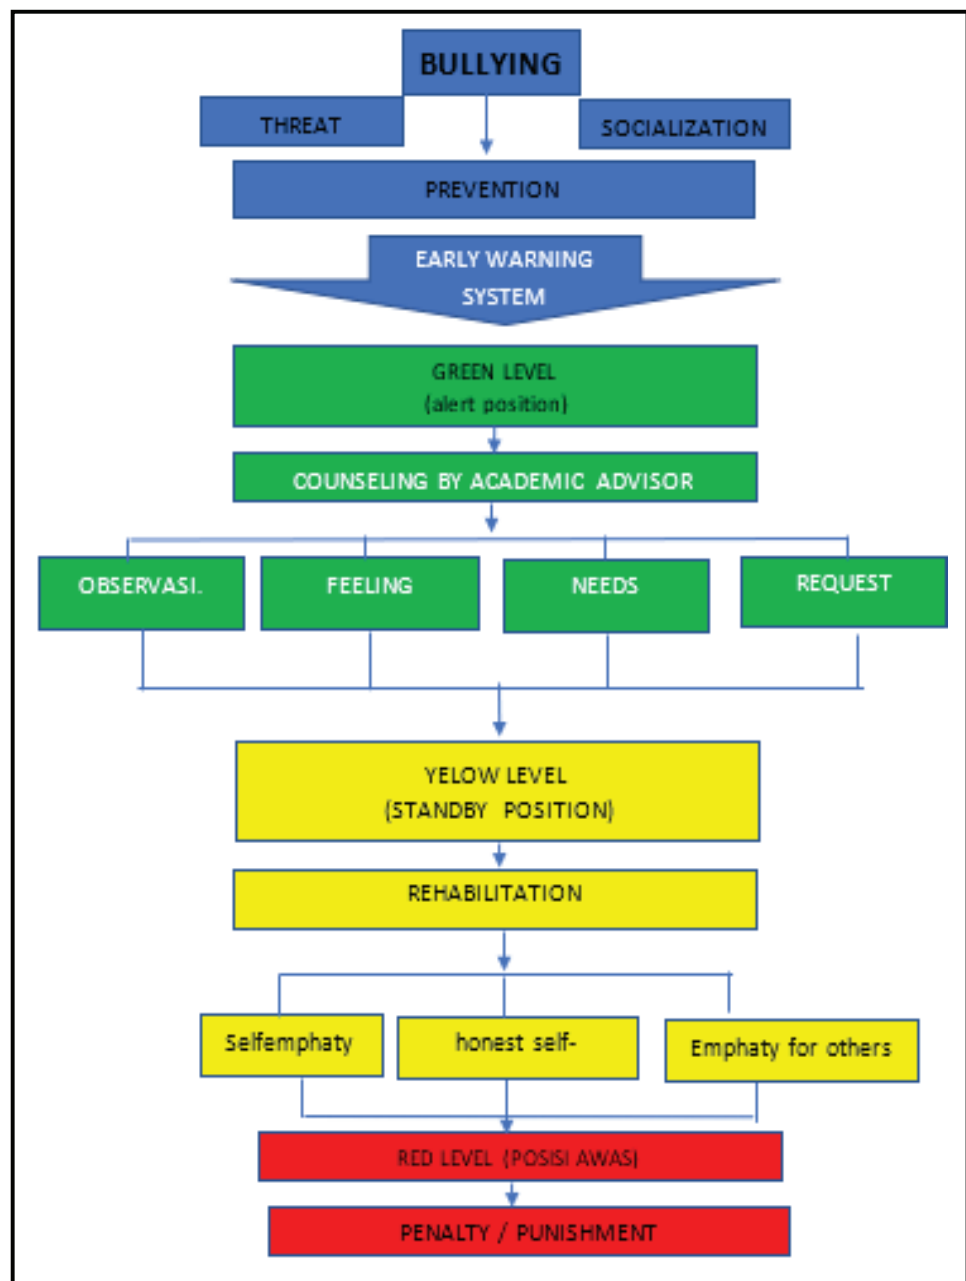 BULLYING
THREAT
SOCIALIZATION
PREVENTION
EARLY WARNING
SYSTEM
GREEN LEVEL
(alert position)
COUNSELING BY ACADEMIC ADVISOR
OBSERVASI.
FEELING
NEEDS
REQUEST
YELOW LEVEL
(STANDBY POSITION)
REHABILITATION
Selfemphaty
honest self-
Emphaty for others
RED LEVEL (POSISI AWAS)
PENALTY / PUNISHMENT